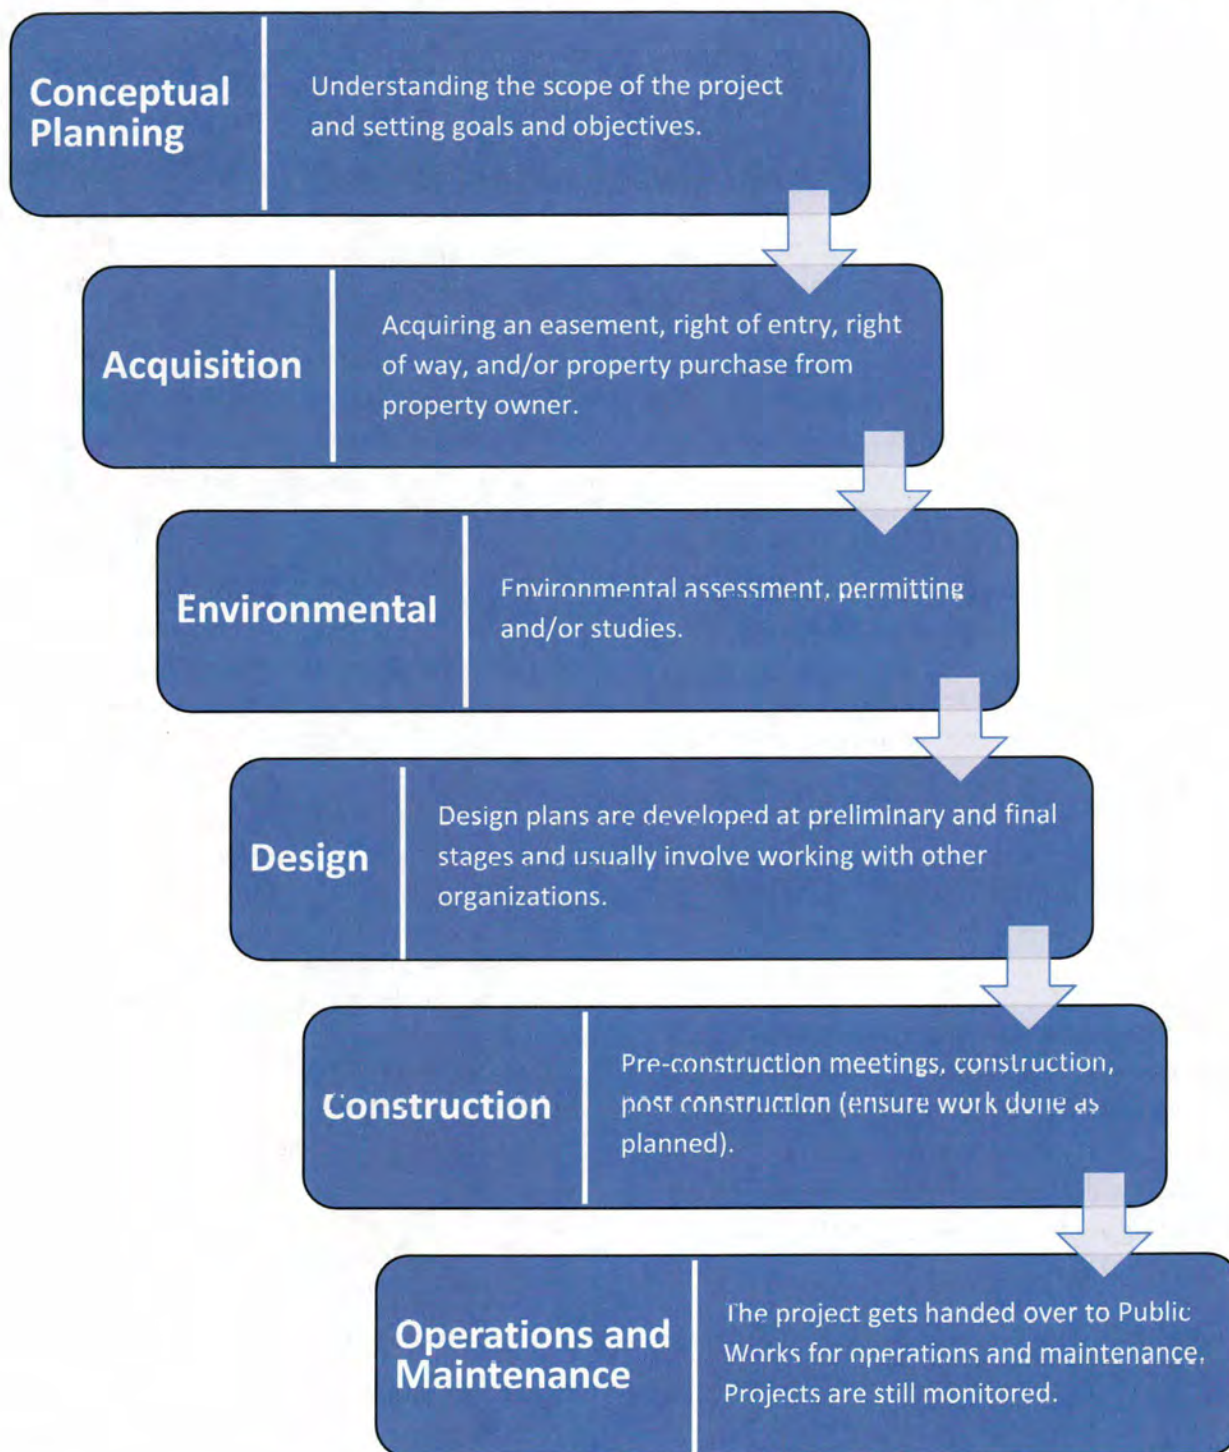 Conceptual
Planning
Understanding the scope of the project
and setting goals and objectives.
Acquisition
Acquiring an easement, right of entry, right
of way, and/or property purchase from
property owner.
Environmental
Environmental assessment, permitting
and/or studies.
Design
Design plans are developed at preliminary and final
stages and usually involve working with other
organizations.
Construction
Pre-construction meetings, construction,
post construction (ensure work done as
planned).
Operations and
Maintenance
The project gets handed over to Public
Works for operations and maintenance.
Projects are still monitored.